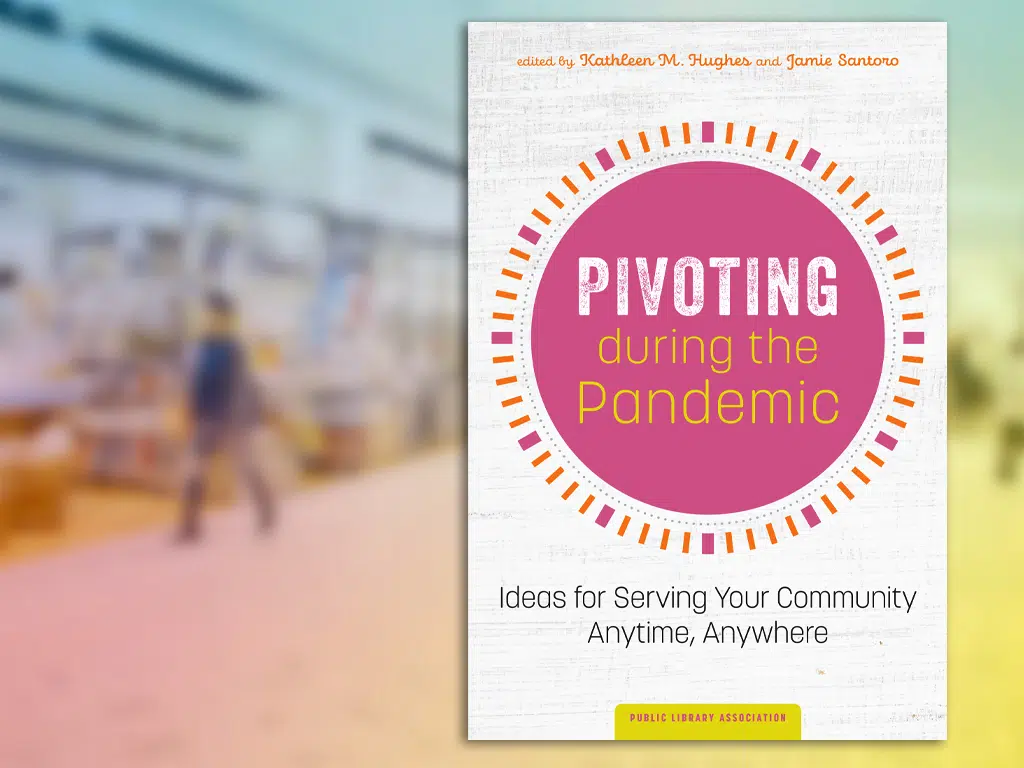 edited by Kathleen M. Hughes and Jamie Santoro
PIVOTING
during the
Pandemic
Ideas for Serving Your Community
Anytime, Anywhere
PUBLIC LIBRARY ASSOCIATION